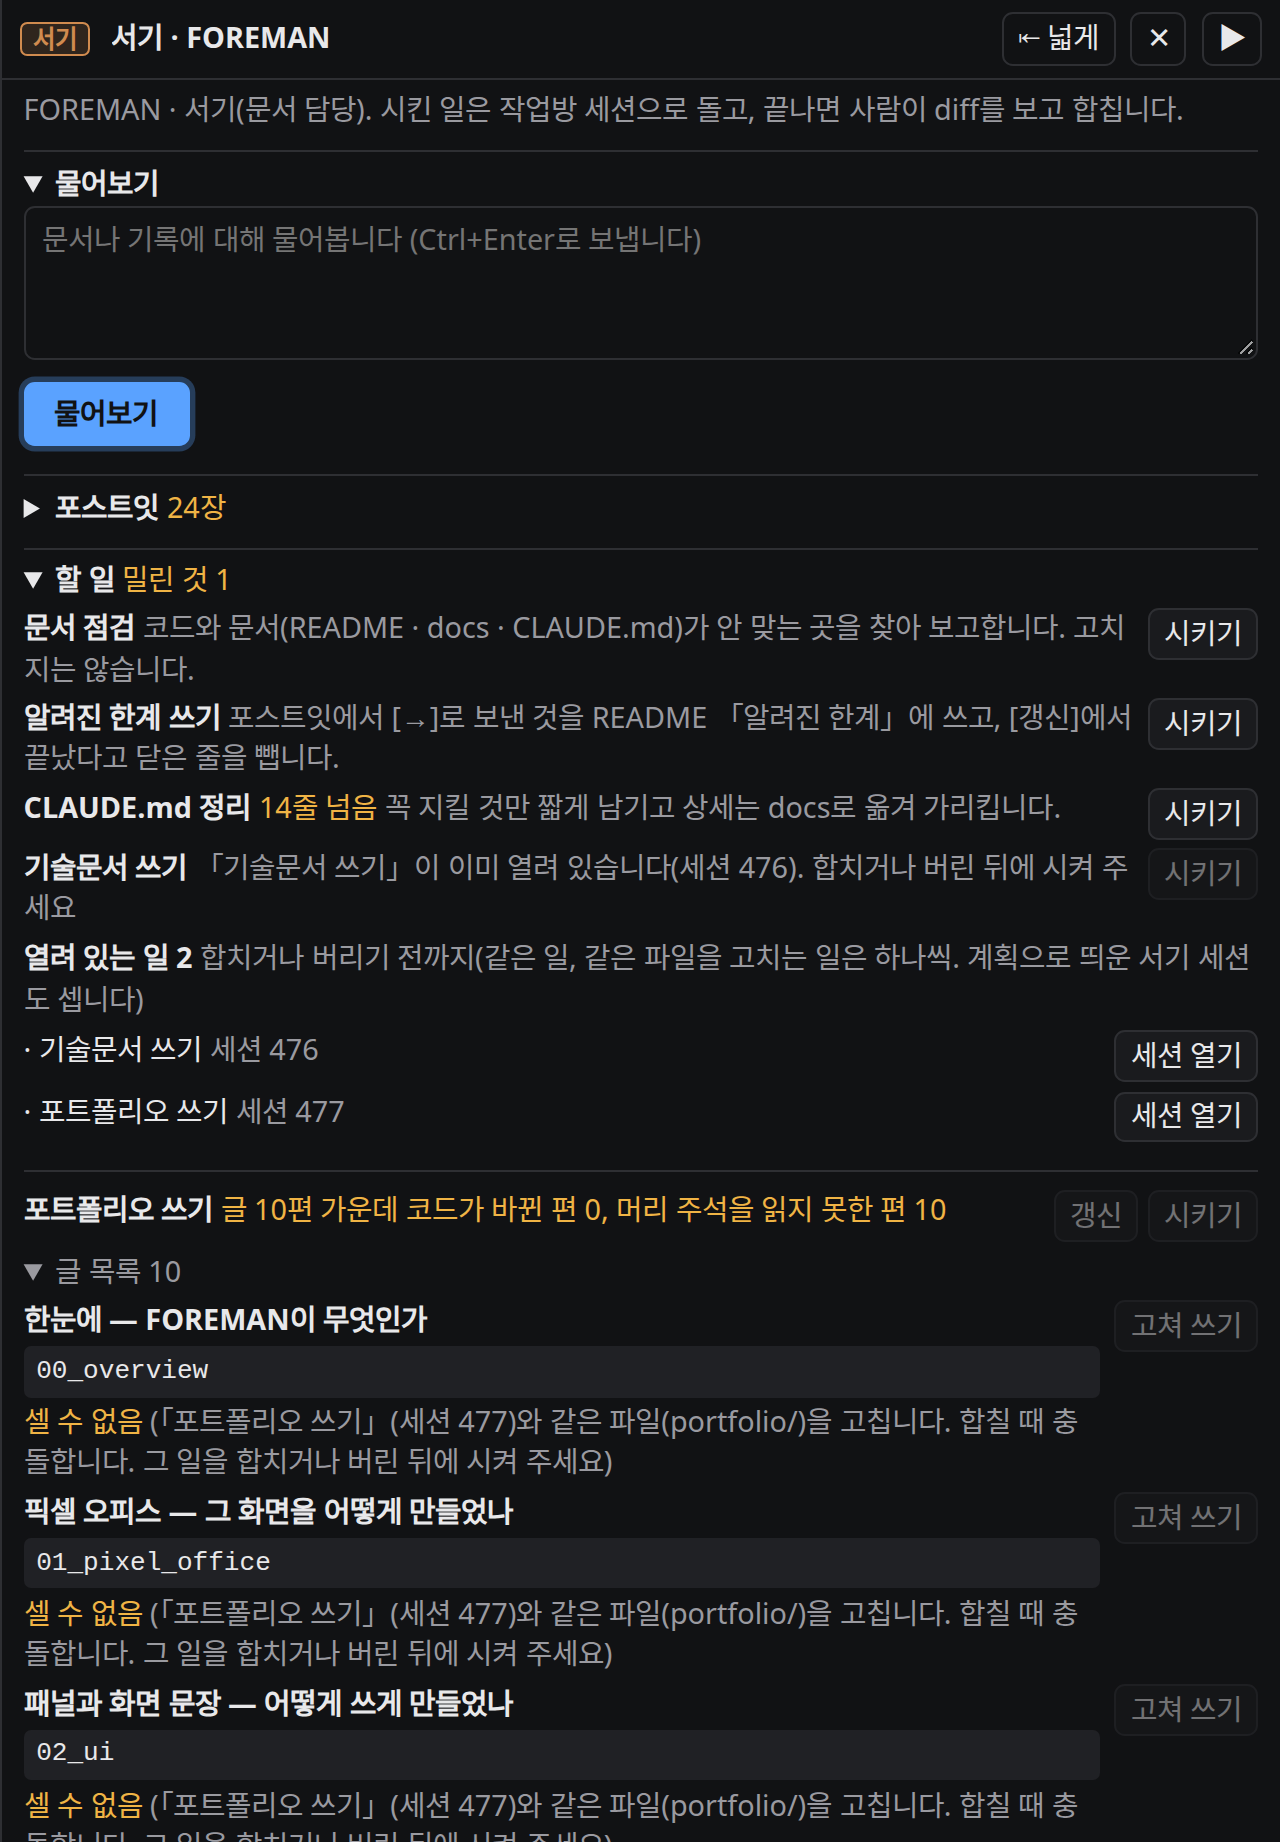 서기 서기 · FOREMAN ⇤ 넓게 ✕ ▶
FOREMAN · 서기(문서 담당). 시킨 일은 작업방 세션으로 돌고, 끝나면 사람이 diff를 보고 합칩니다.
▼ 물어보기
문서나 기록에 대해 물어봅니다 (Ctrl+Enter로 보냅니다)
물어보기
▶ 포스트잇 24장
▼ 할 일 밀린 것 1
문서 점검 코드와 문서(README · docs · CLAUDE.md)가 안 맞는 곳을 찾아 보고합니다. 고치 시키기
지는 않습니다.
알려진 한계 쓰기 포스트잇에서 [→]로 보낸 것을 README 「알려진 한계」에 쓰고, [갱신]에서 시키기
끝났다고 닫은 줄을 뺍니다.
CLAUDE.md 정리 14줄 넘음 꼭 지킬 것만 짧게 남기고 상세는 docs로 옮겨 가리킵니다. 시키기
기술문서 쓰기 「기술문서 쓰기」이 이미 열려 있습니다(세션 476). 합치거나 버린 뒤에 시켜 주 시키기
세요
열려 있는 일 2 합치거나 버리기 전까지(같은 일, 같은 파일을 고치는 일은 하나씩. 계획으로 띄운 서기 세션
도 셉니다)
· 기술문서 쓰기 세션 476 세션 열기
· 포트폴리오 쓰기 세션 477 세션 열기
포트폴리오 쓰기 글 10편 가운데 코드가 바뀐 편 0, 머리 주석을 읽지 못한 편 10 갱신 시키기
▼ 글 목록 10
한눈에 — FOREMAN이 무엇인가 고쳐 쓰기
00_overview
셀 수 없음 (「포트폴리오 쓰기」(세션 477)와 같은 파일(portfolio/)을 고칩니다. 합칠 때 충
돌합니다. 그 일을 합치거나 버린 뒤에 시켜 주세요)
픽셀 오피스 — 그 화면을 어떻게 만들었나 고쳐 쓰기
01_pixel_office
셀 수 없음 (「포트폴리오 쓰기」(세션 477)와 같은 파일(portfolio/)을 고칩니다. 합칠 때 충
돌합니다. 그 일을 합치거나 버린 뒤에 시켜 주세요)
패널과 화면 문장 — 어떻게 쓰게 만들었나 고쳐 쓰기
02_ui
셀 수 없음 (「포트폴리오 쓰기」(세션 477)와 같은 파일(portfolio/)을 고칩니다. 합칠 때 충